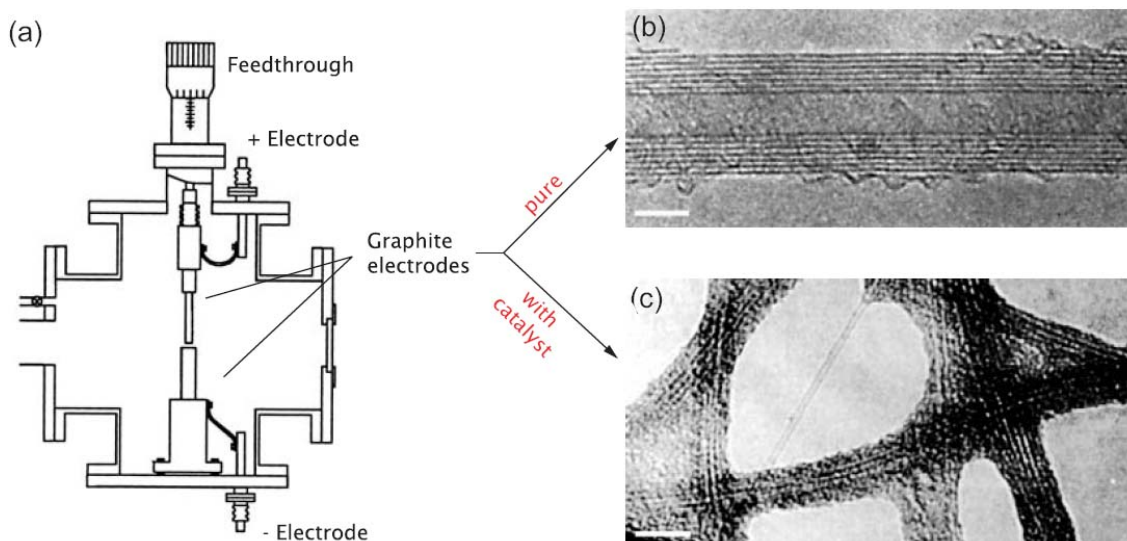 (a)
Feedthrough
+ Electrode
Graphite
electrodes
- Electrode
pure
with
catalyst
(b)
(c)